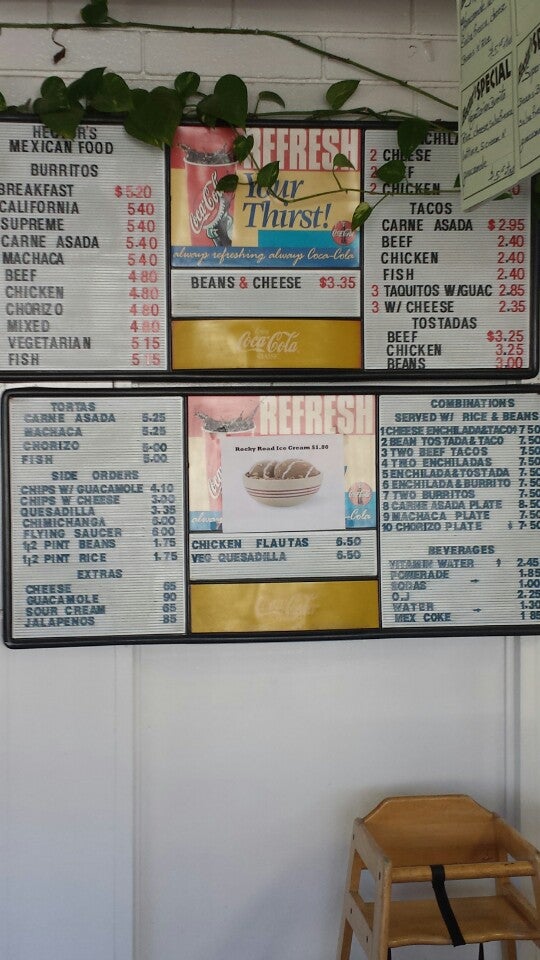 HECTOR'S
MEXICAN FOOD
BURRITOS
BREAKFAST $5.20
CALIFORNIA 5.40
SUPREME 5.40
CARNE ASADA 5.40
MACHACA 5.40
BEEF 4.80
CHICKEN 4.80
CHORIZO 4.80
MIXED 4.80
VEGETARIAN 5 15
FISH 5 15
REFRESH
Your
Thirst!
Coca-Cola
always refreshing always Coca-Cola
BEANS & CHEESE $3.35
Coca-Cola
CLASSIC
2 CHEESE
2
2 CHICKEN
TACOS
CARNE ASADA $2.95
BEEF 2.40
CHICKEN 2.40
FISH 2.40
3 TAQUITOS W/GUAC 2.85
3 W/ CHEESE 2.35
TOSTADAS
BEEF $3.25
CHICKEN 3.25
BEANS 3.00
SPECIAL
TORTAS
CARNE ASADA 5.25
MACHACA 5.25
CHORIZO 5.00
FISH 5.00
SIDE ORDERS
CHIPS W/ GUACAMOLE 4.10
CHIPS W CHEESE 3.00
QUESADILLA 3.35
CHIMICHANGA 6.00
FLYING SAUCER 6.00
1/2 PINT BEANS 1.75
1/2 PINT RICE 1.75
EXTRAS
CHEESE 65
GUACAMOLE 90
SOUR CREAM 65
JALAPENOS 85
REFRESH
Rocky Road Ice Cream $1.80
CHICKEN FLAUTAS 6.50
VEG QUESADILLA 6.50
Coca-Cola
COMBINATIONS
SERVED W/ RICE & BEANS
1 CHEESE ENCHILADA&TACO 7 50
2 BEAN TOSTADA & TACO 7.50
3 TWO BEEF TACOS 7.50
4 TWO ENCHILADAS 7.50
5 ENCHILADA & TOSTADA 7.50
6 ENCHILADA & BURRITO 7.50
7 TWO BURRITOS 7.50
8 CARNE ASADA PLATE 8.50
9 MACHACA PLATE 7.50
10 CHORIZO PLATE 7-50
BEVERAGES
VITAMIN WATER 2.45
POWERADE 1.85
SODAS 1.00
O.J 2.25
WATER 1.30
MEX COKE 1 85